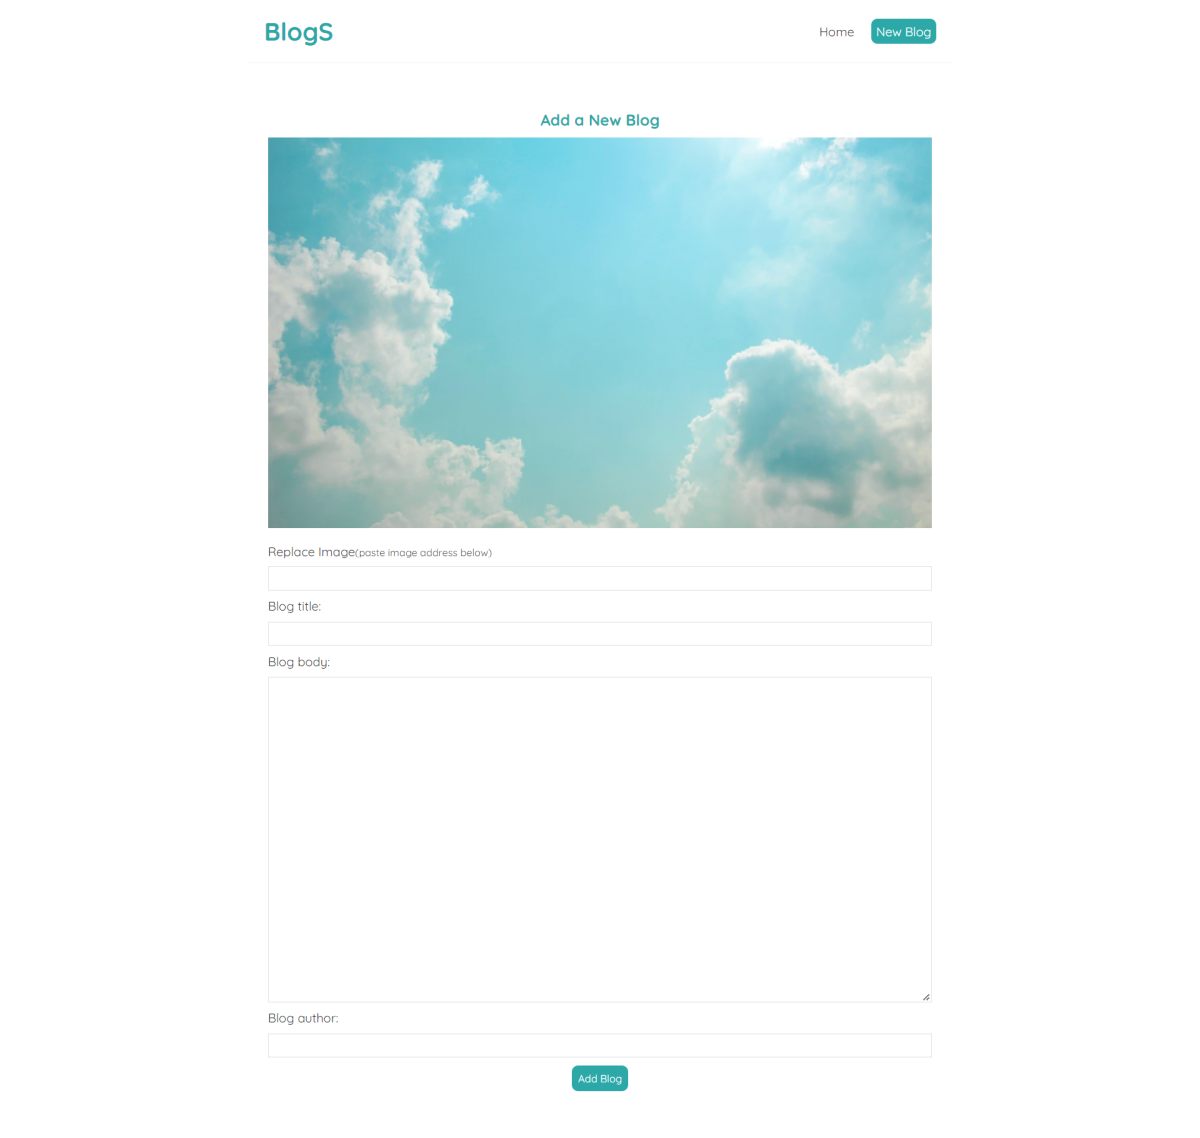 BlogS
Home
New Blog
Add a New Blog
Replace Image(paste image address below)
Blog title:
Blog body:
Blog author:
Add Blog